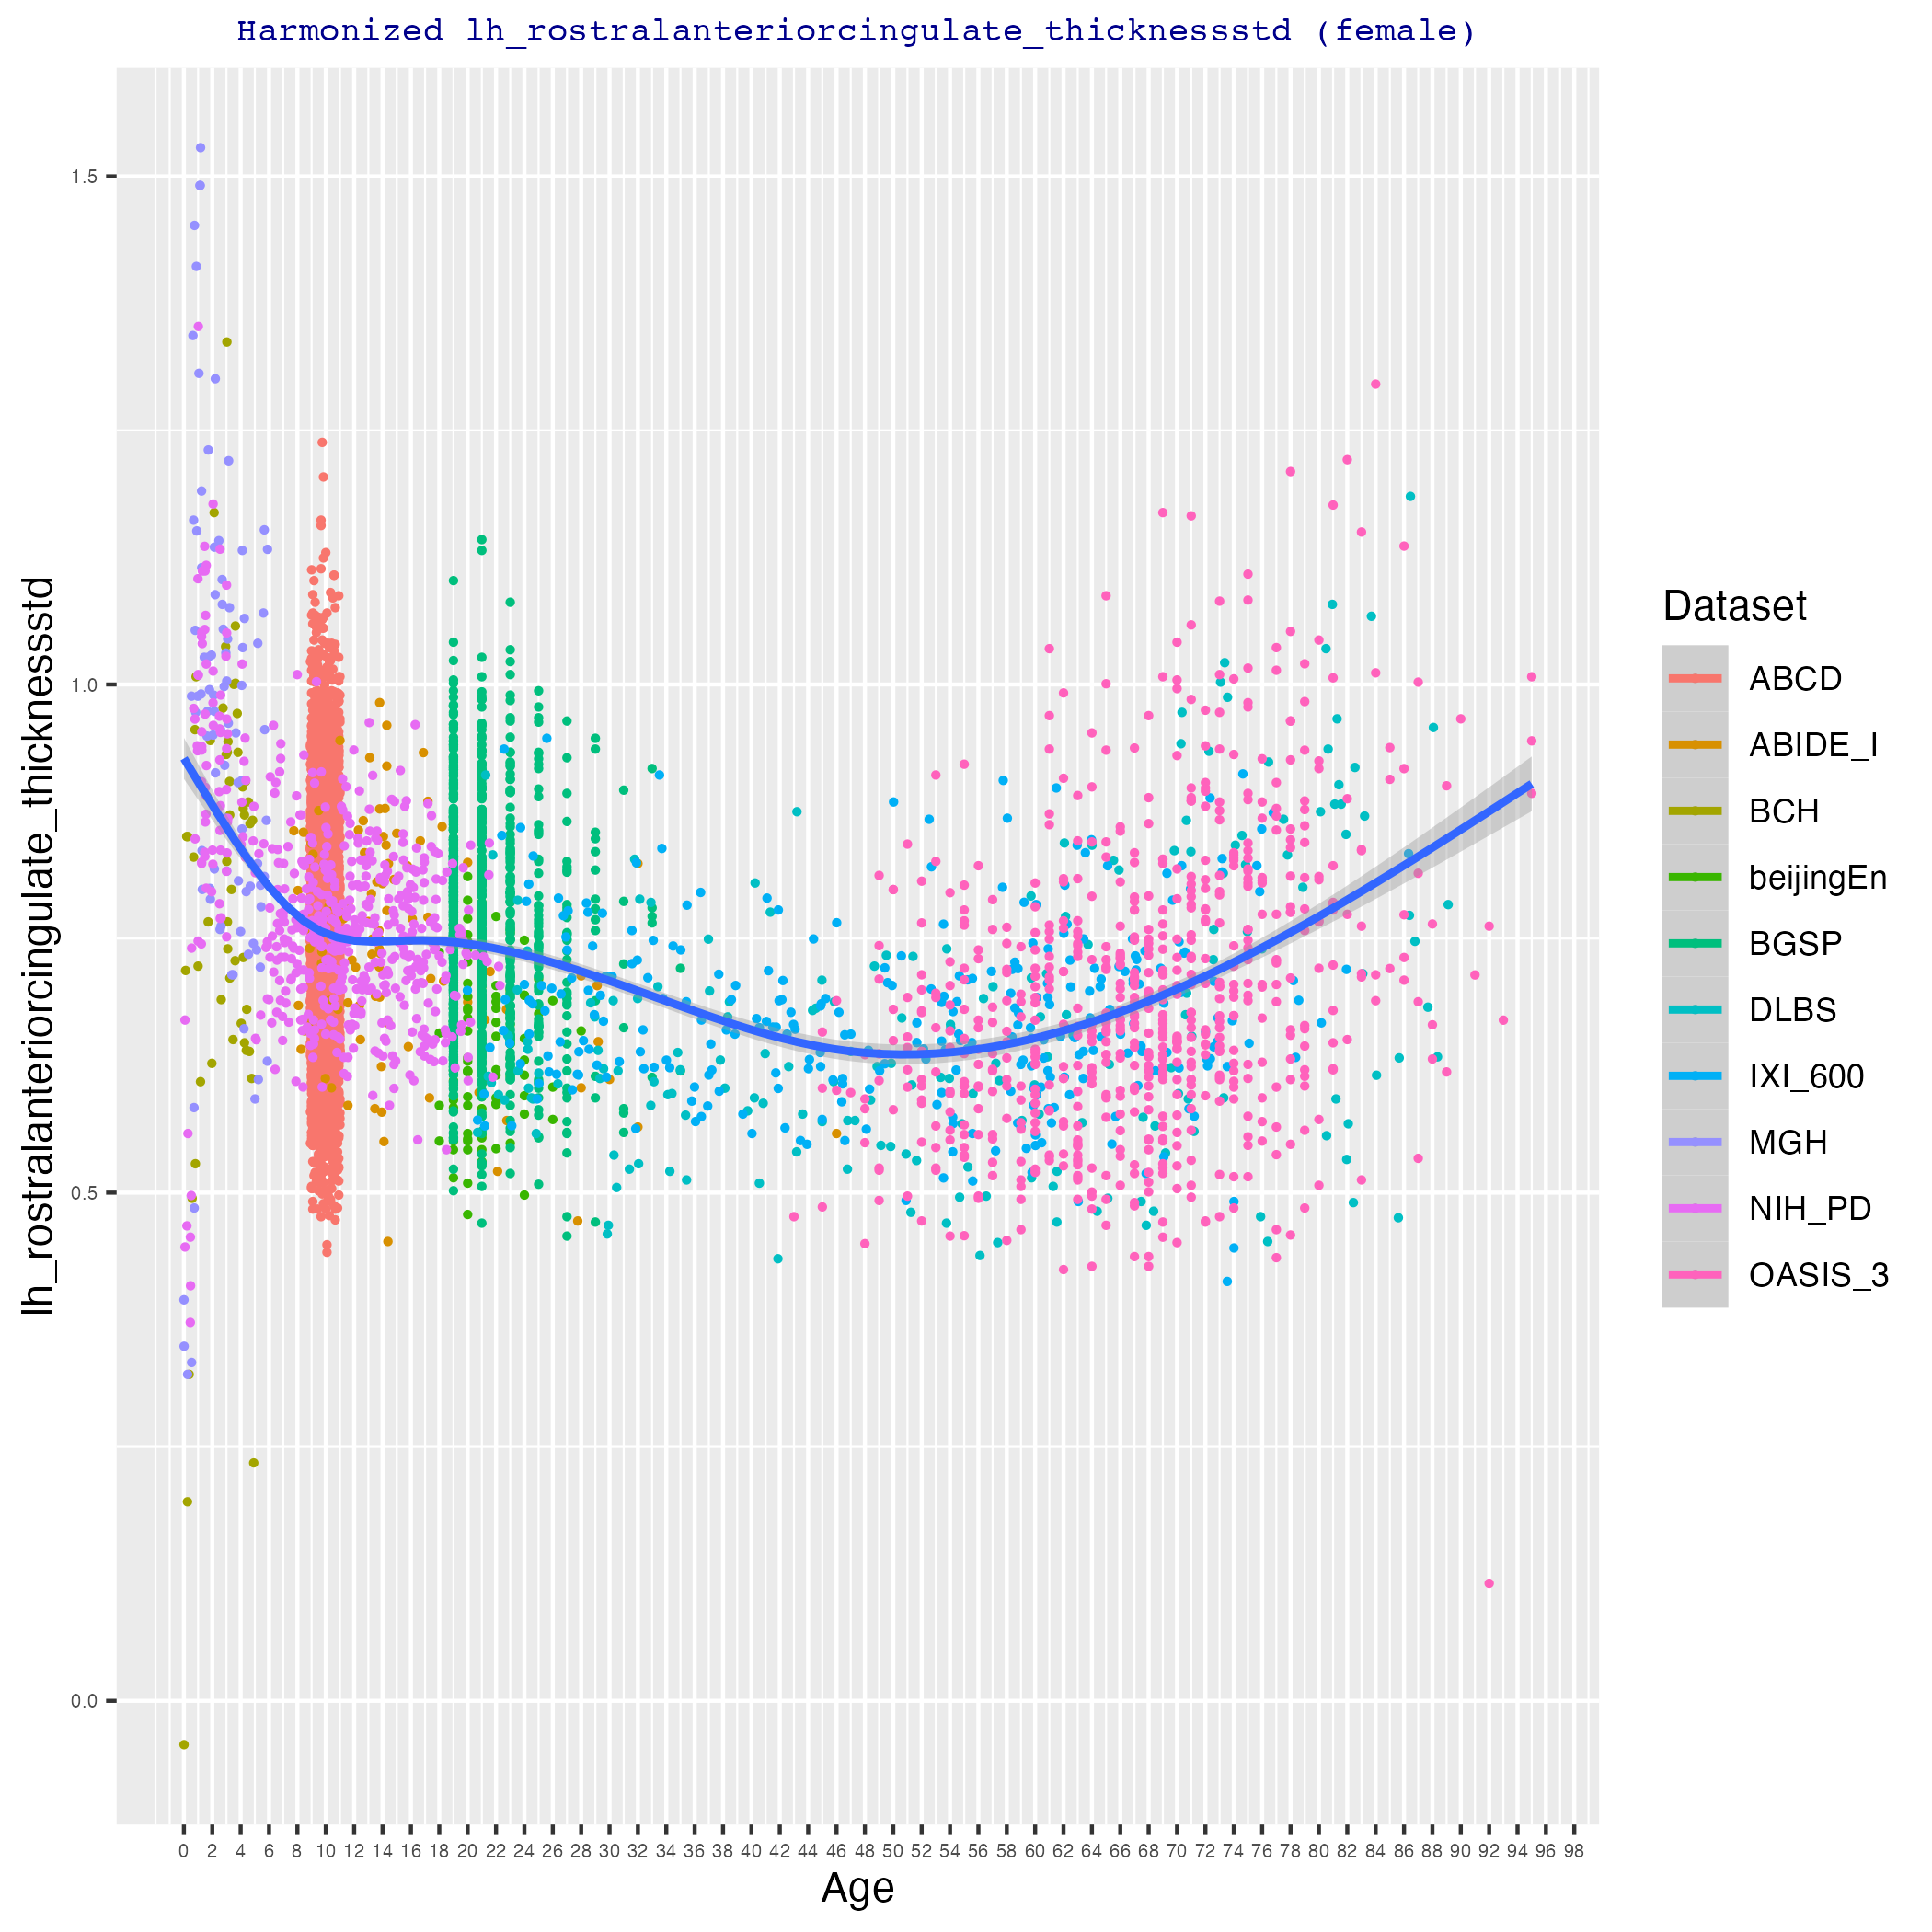 Harmonized lh_rostralanteriorcingulate_thicknessstd (female)
lh_rostralanteriorcingulate_thicknessstd
1.5
1.0
0.5
0.0
0 2 4 6 8 10 12 14 16 18 20 22 24 26 28 30 32 34 36 38 40 42 44 46 48 50 52 54 56 58 60 62 64 66 68 70 72 74 76 78 80 82 84 86 88 90 92 94 96 98
Age
Dataset
ABCD
ABIDE_I
BCH
beijingEn
BGSP
DLBS
IXI_600
MGH
NIH_PD
OASIS_3